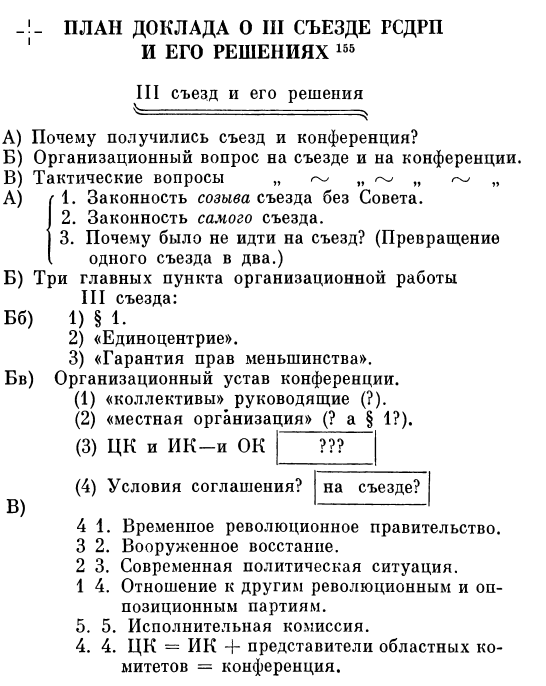 ПЛАН ДОКЛАДА О III СЪЕЗДЕ РСДРП
И ЕГО РЕШЕНИЯХ 155
III съезд и его решения
А) Почему получились съезд и конференция?
Б) Организационный вопрос на съезде и на конференции.
В) Тактические вопросы „ ~ „ ~ „ ~ „
А) 1. Законность созыва съезда без Совета.
2. Законность самого съезда.
3. Почему было не идти на съезд? (Превращение
одного съезда в два.)
Б) Три главных пункта организационной работы
III съезда:
Бб) 1) § 1.
2) «Единоцентрие».
3) «Гарантия прав меньшинства».
Бв) Организационный устав конференции.
(1) «коллективы» руководящие (?).
(2) «местная организация» (? а § 1?).
(3) ЦК и ИК—и ОК ???
(4) Условия соглашения? на съезде?
В)
4 1. Временное революционное правительство.
3 2. Вооруженное восстание.
2 3. Современная политическая ситуация.
1 4. Отношение к другим революционным и оп-
позиционным партиям.
5. 5. Исполнительная комиссия.
4. 4. ЦК = ИК + представители областных ко-
митетов = конференция.